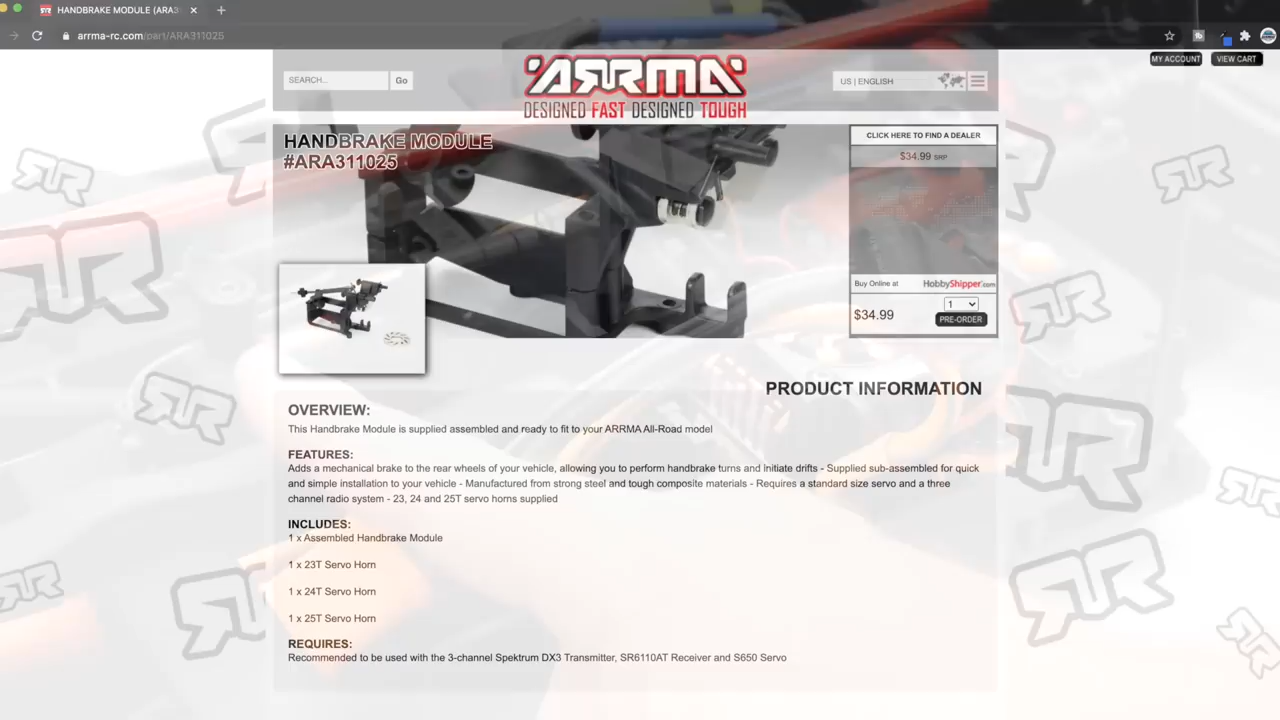 HANDBRAKE MODULE (ARA3
arrma-rc.com/part/ARA311025
MY ACCOUNT
VIEW CART
SEARCH...
Go
ARRMA
DESIGNED FAST DESIGNED TOUGH
US | ENGLISH
HANDBRAKE MODULE
#ARA311025
CLICK HERE TO FIND A DEALER
$34.99 SRP
Buy Online at
HobbyShipper.com
$34.99
1
PRE-ORDER
PRODUCT INFORMATION
OVERVIEW:
This Handbrake Module is supplied assembled and ready to fit to your ARRMA All-Road model
FEATURES:
Adds a mechanical brake to the rear wheels of your vehicle, allowing you to perform handbrake turns and initiate drifts - Supplied sub-assembled for quick
and simple installation to your vehicle - Manufactured from strong steel and tough composite materials - Requires a standard size servo and a three
channel radio system - 23, 24 and 25T servo horns supplied
INCLUDES:
1 x Assembled Handbrake Module
1 x 23T Servo Horn
1 x 24T Servo Horn
1 x 25T Servo Horn
REQUIRES:
Recommended to be used with the 3-channel Spektrum DX3 Transmitter, SR6110AT Receiver and S650 Servo